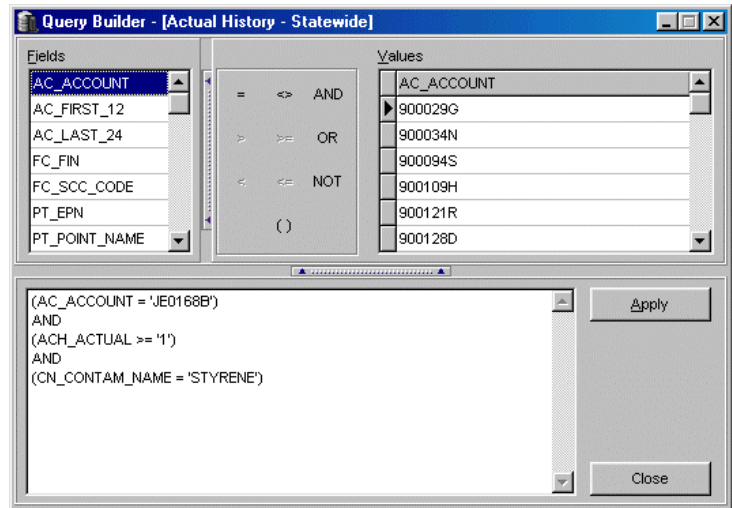 Query Builder - [Actual History - Statewide]
Fields
Values
AC_ACCOUNT
AC_FIRST_12
AC_LAST_24
FC_FIN
FC_SCC_CODE
PT_EPN
PT_POINT_NAME
= <> AND
> >= OR
< <= NOT
( )
AC_ACCOUNT
900029G
900034N
900094S
900109H
900121R
900128D
(AC_ACCOUNT = 'JE0168B')
AND
(ACH_ACTUAL >= '1')
AND
(CN_CONTAM_NAME = 'STYRENE')
Apply
Close